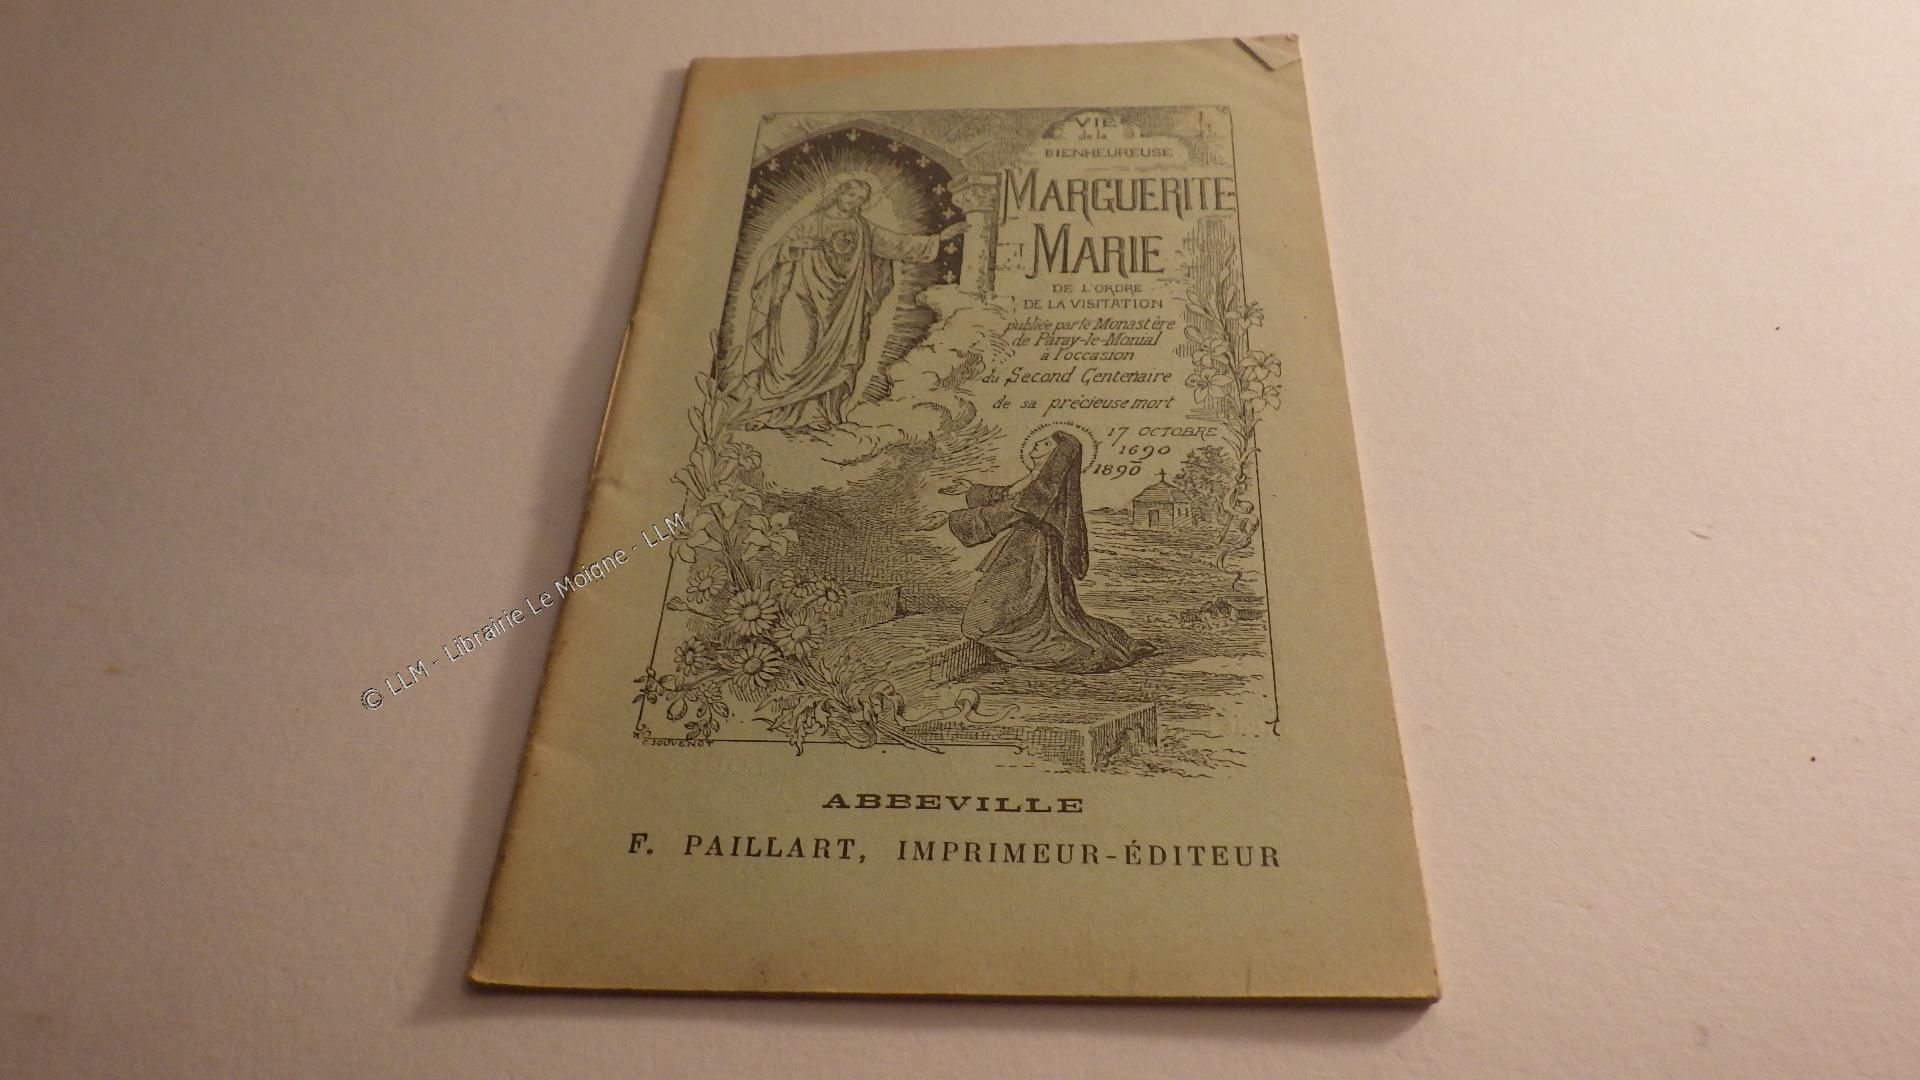 VIE
de la
BIENHEUREUSE
MARGUERITE
MARIE
DE L'ORDRE
DE LA VISITATION
publiée par le Monastère
de Paray-le-Monial
à l'occasion
du Second Centenaire
de sa précieuse mort
17 OCTOBRE
1690
1890
C. JOUVENOT
ABBEVILLE
F. PAILLART, IMPRIMEUR-ÉDITEUR
© LLM - Librairie Le Moigne - LLM